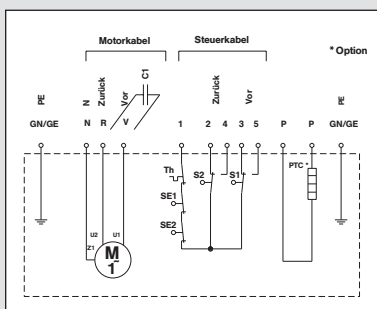 Motorkabel Steuerkabel
* Option
PE N Zurück Vor C1 Zurück Vor PE
GN/GE N R V 1 2 4 3 5 P P GN/GE
Th S2 S1 PTC *
SE1
U2 U1
Z1 SE2
M
1~